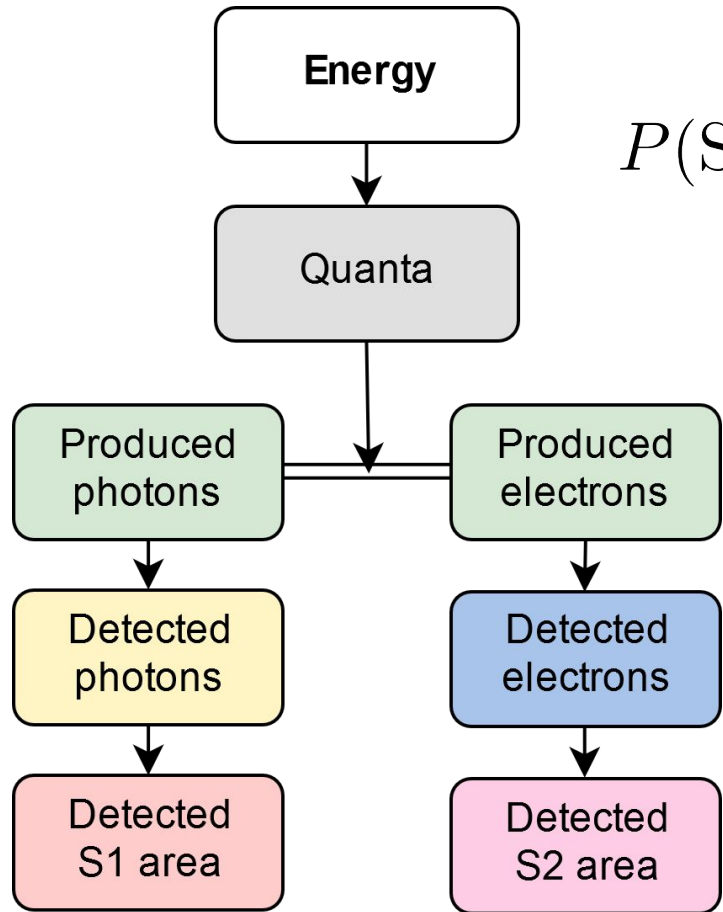 Energy
P(S
Quanta
Produced
photons
Produced
electrons
Detected
photons
Detected
electrons
Detected
S1 area
Detected
S2 area